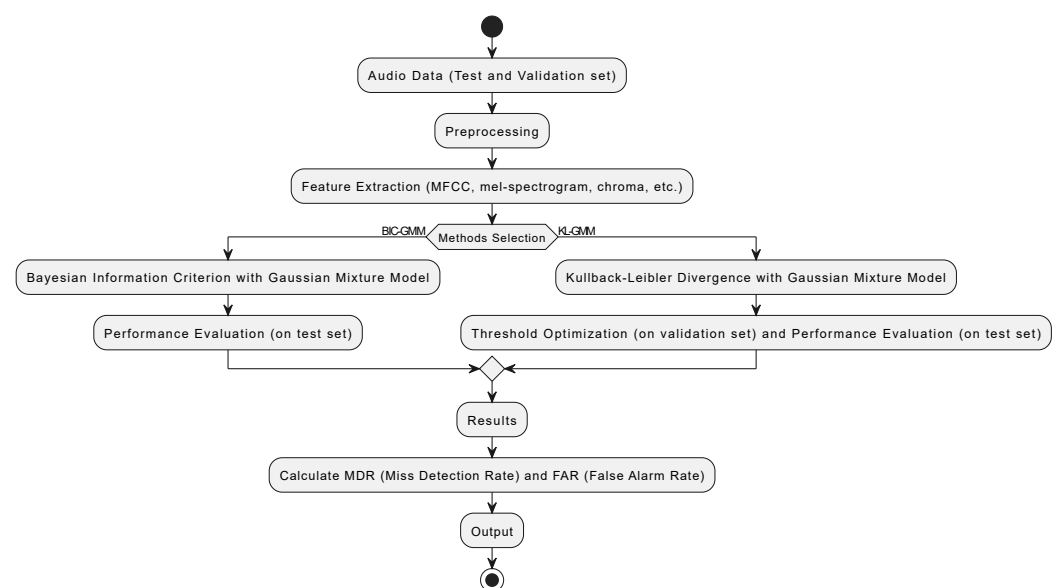 Audio Data (Test and Validation set)
Preprocessing
Feature Extraction (MFCC, mel-spectrogram, chroma, etc.)
BIC-GMM
Methods Selection
KL-GMM
Bayesian Information Criterion with Gaussian Mixture Model
Kullback-Leibler Divergence with Gaussian Mixture Model
Performance Evaluation (on test set)
Threshold Optimization (on validation set) and Performance Evaluation (on test set)
Results
Calculate MDR (Miss Detection Rate) and FAR (False Alarm Rate)
Output